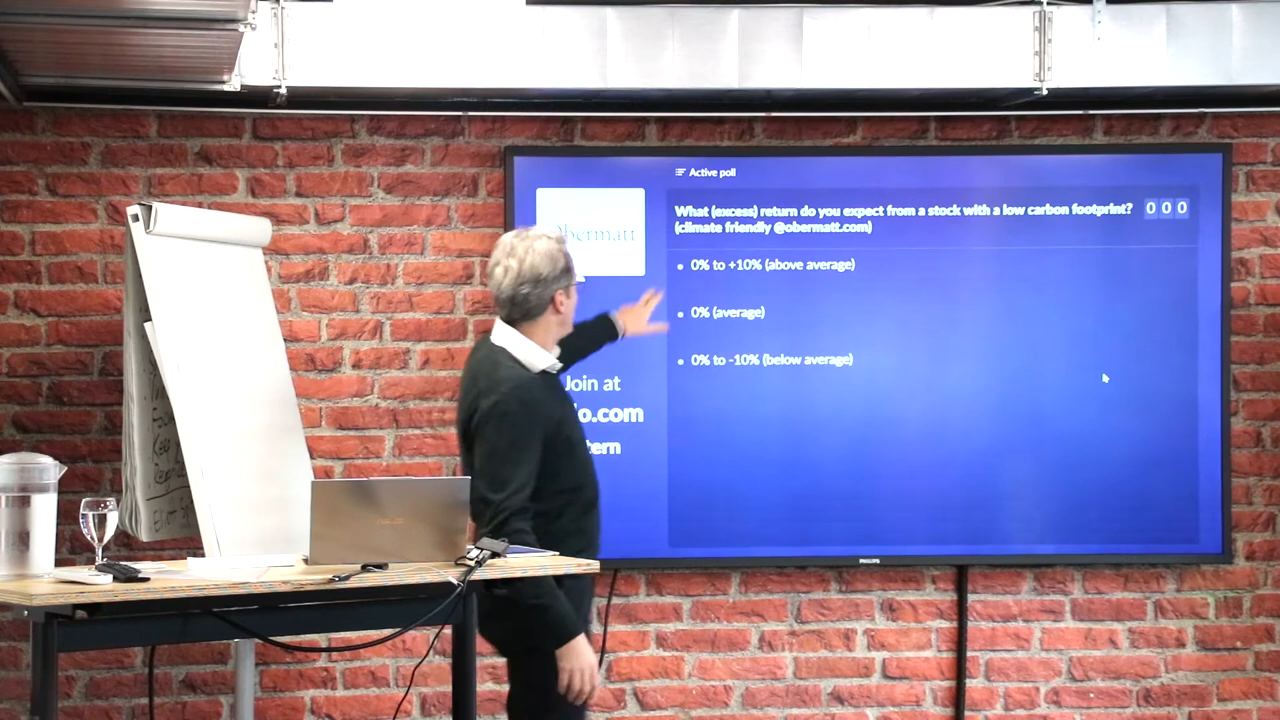 Active poll
What (excess) return do you expect from a stock with a low carbon footprint?
(climate friendly @obermatt.com)
0 0 0
0% to +10% (above average)
0% (average)
0% to -10% (below average)
Obermatt
Join at
PHILIPS